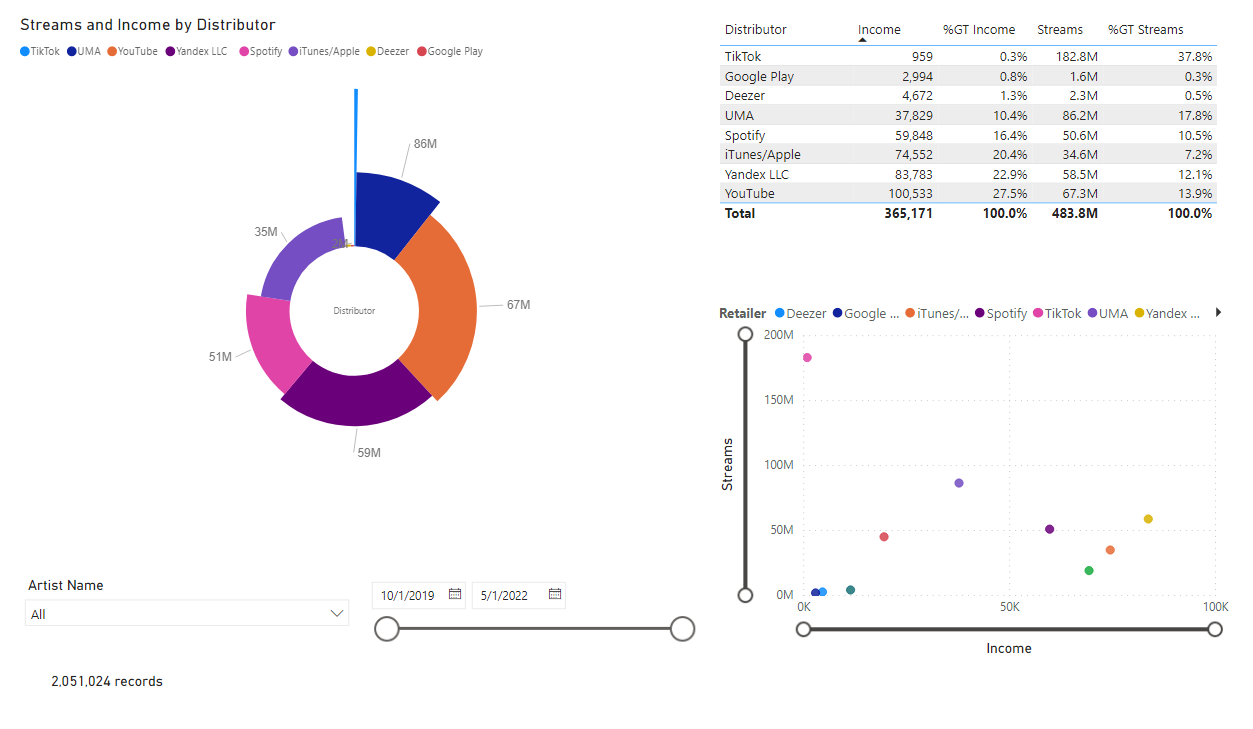 Streams and Income by Distributor
TikTok UMA YouTube Yandex LLC Spotify iTunes/Apple Deezer Google Play
86M
67M
59M
51M
35M
Distributor
Distributor Income %GT Income Streams %GT Streams
TikTok 959 0.3% 182.8M 37.8%
Google Play 2,994 0.8% 1.6M 0.3%
Deezer 4,672 1.3% 2.3M 0.5%
UMA 37,829 10.4% 86.2M 17.8%
Spotify 59,848 16.4% 50.6M 10.5%
iTunes/Apple 74,552 20.4% 34.6M 7.2%
Yandex LLC 83,783 22.9% 58.5M 12.1%
YouTube 100,533 27.5% 67.3M 13.9%
Total 365,171 100.0% 483.8M 100.0%
Retailer Deezer Google ... iTunes/... Spotify TikTok UMA Yandex ...
200M
150M
100M
50M
0M
Streams
0K 50K 100K
Income
Artist Name
All
10/1/2019 5/1/2022
2,051,024 records